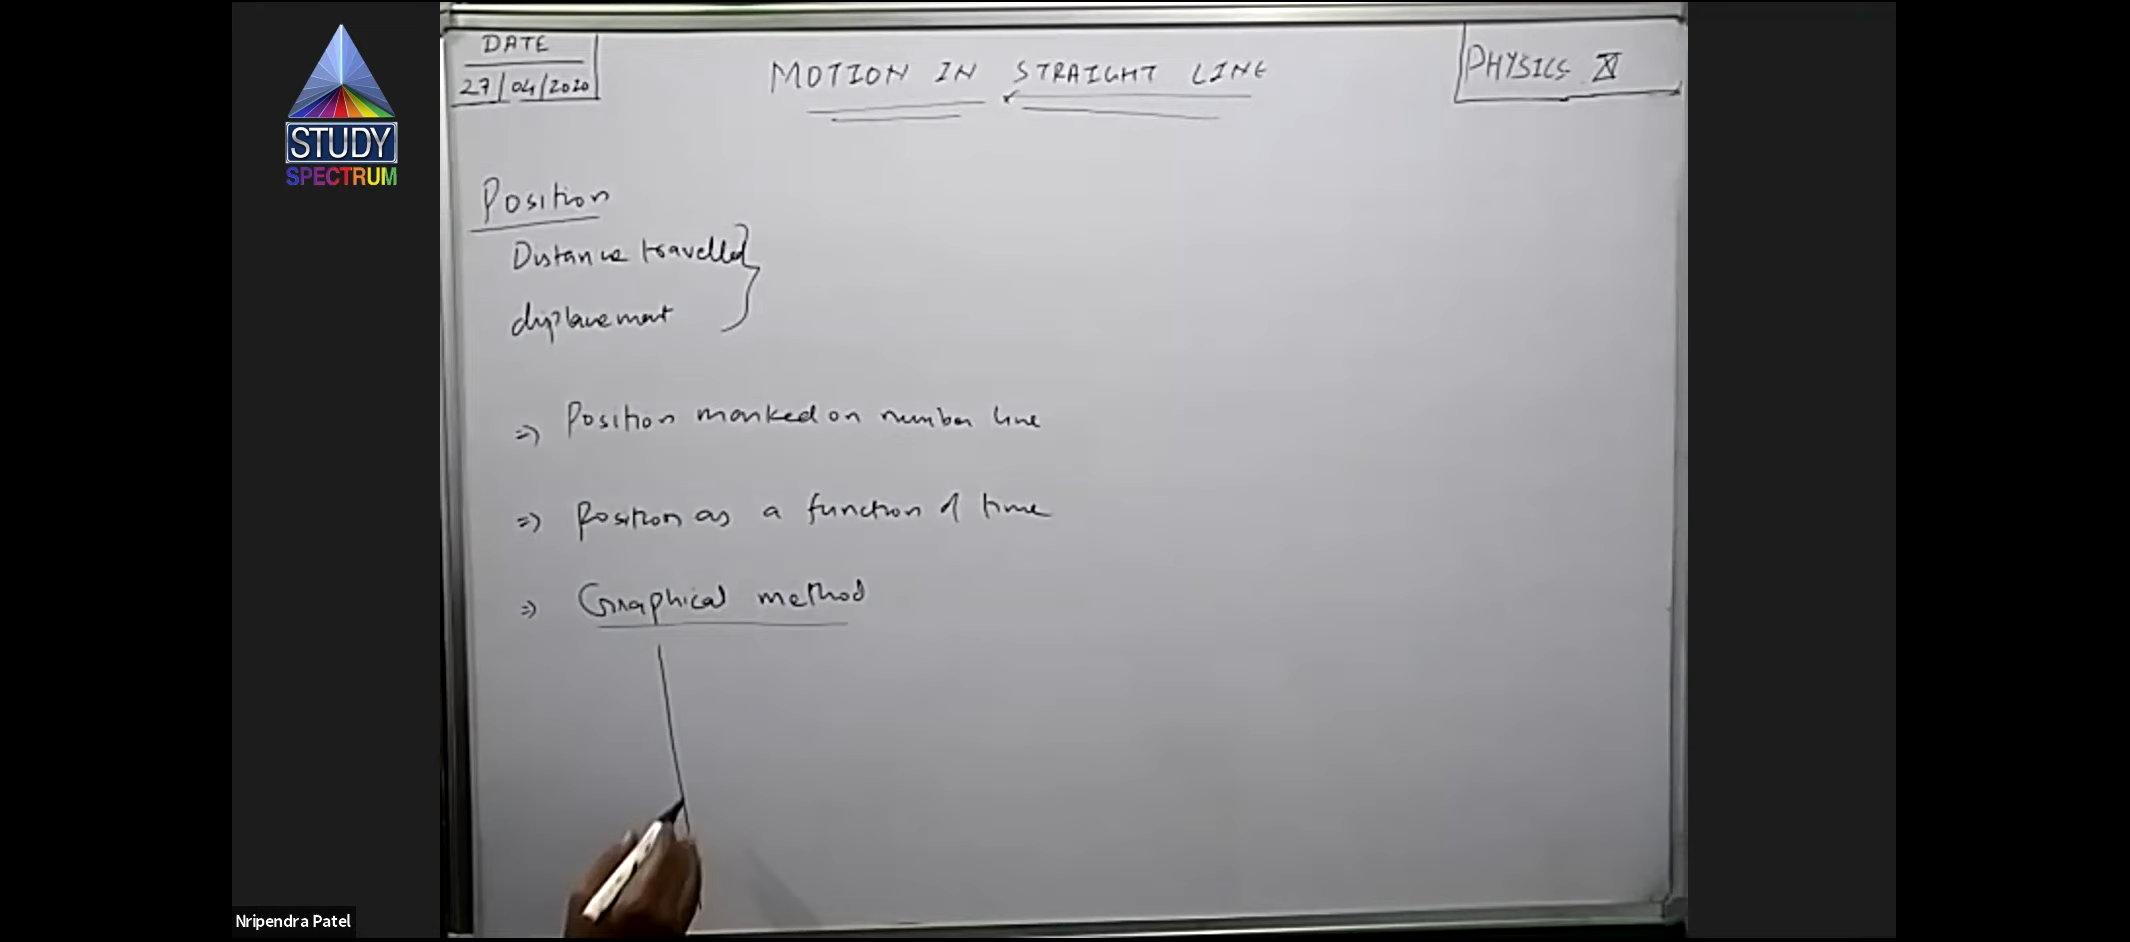 STUDY
SPECTRUM
DATE
27/04/2020
MOTION IN STRAIGHT LINE
PHYSICS XI
Position
Distance travelled
displacement
=> Position marked on number line
=> Position as a function of time
=> Graphical method
Nripendra Patel